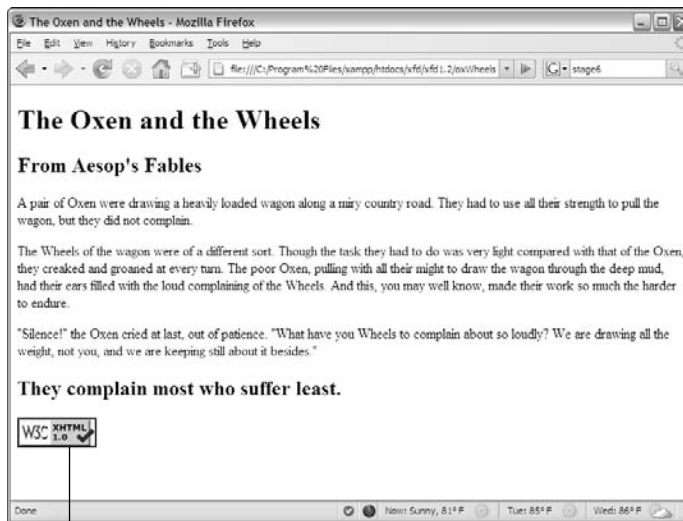 The Oxen and the Wheels - Mozilla Firefox
File Edit View History Bookmarks Tools Help
file:///C:/Program%20Files/xampp/htdocs/xfd/xfd1.2/oxWheels
stage6
The Oxen and the Wheels
From Aesop's Fables
A pair of Oxen were drawing a heavily loaded wagon along a miry country road. They had to use all their strength to pull the
wagon, but they did not complain.
The Wheels of the wagon were of a different sort. Though the task they had to do was very light compared with that of the Oxen,
they creaked and groaned at every turn. The poor Oxen, pulling with all their might to draw the wagon through the deep mud,
had their ears filled with the loud complaining of the Wheels. And this, you may well know, made their work so much the harder
to endure.
"Silence!" the Oxen cried at last, out of patience. "What have you Wheels to complain about so loudly? We are drawing all the
weight, not you, and we are keeping still about it besides."
They complain most who suffer least.
W3C XHTML
1.0
Done Now: Sunny, 81° F Tue: 85° F Wed: 86° F